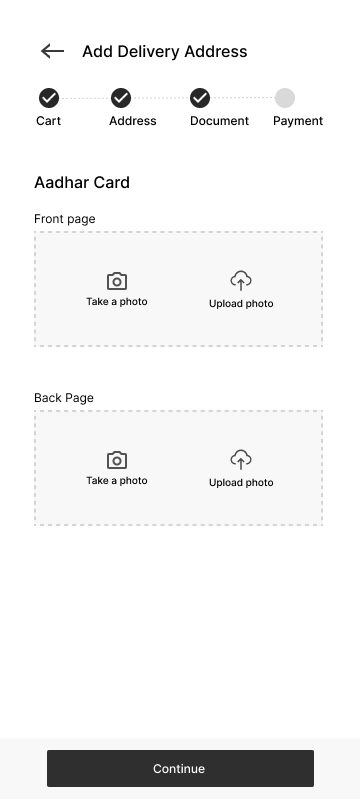 Add Delivery Address
Cart Address Document Payment
Aadhar Card
Front page
Take a photo Upload photo
Back Page
Take a photo Upload photo
Continue